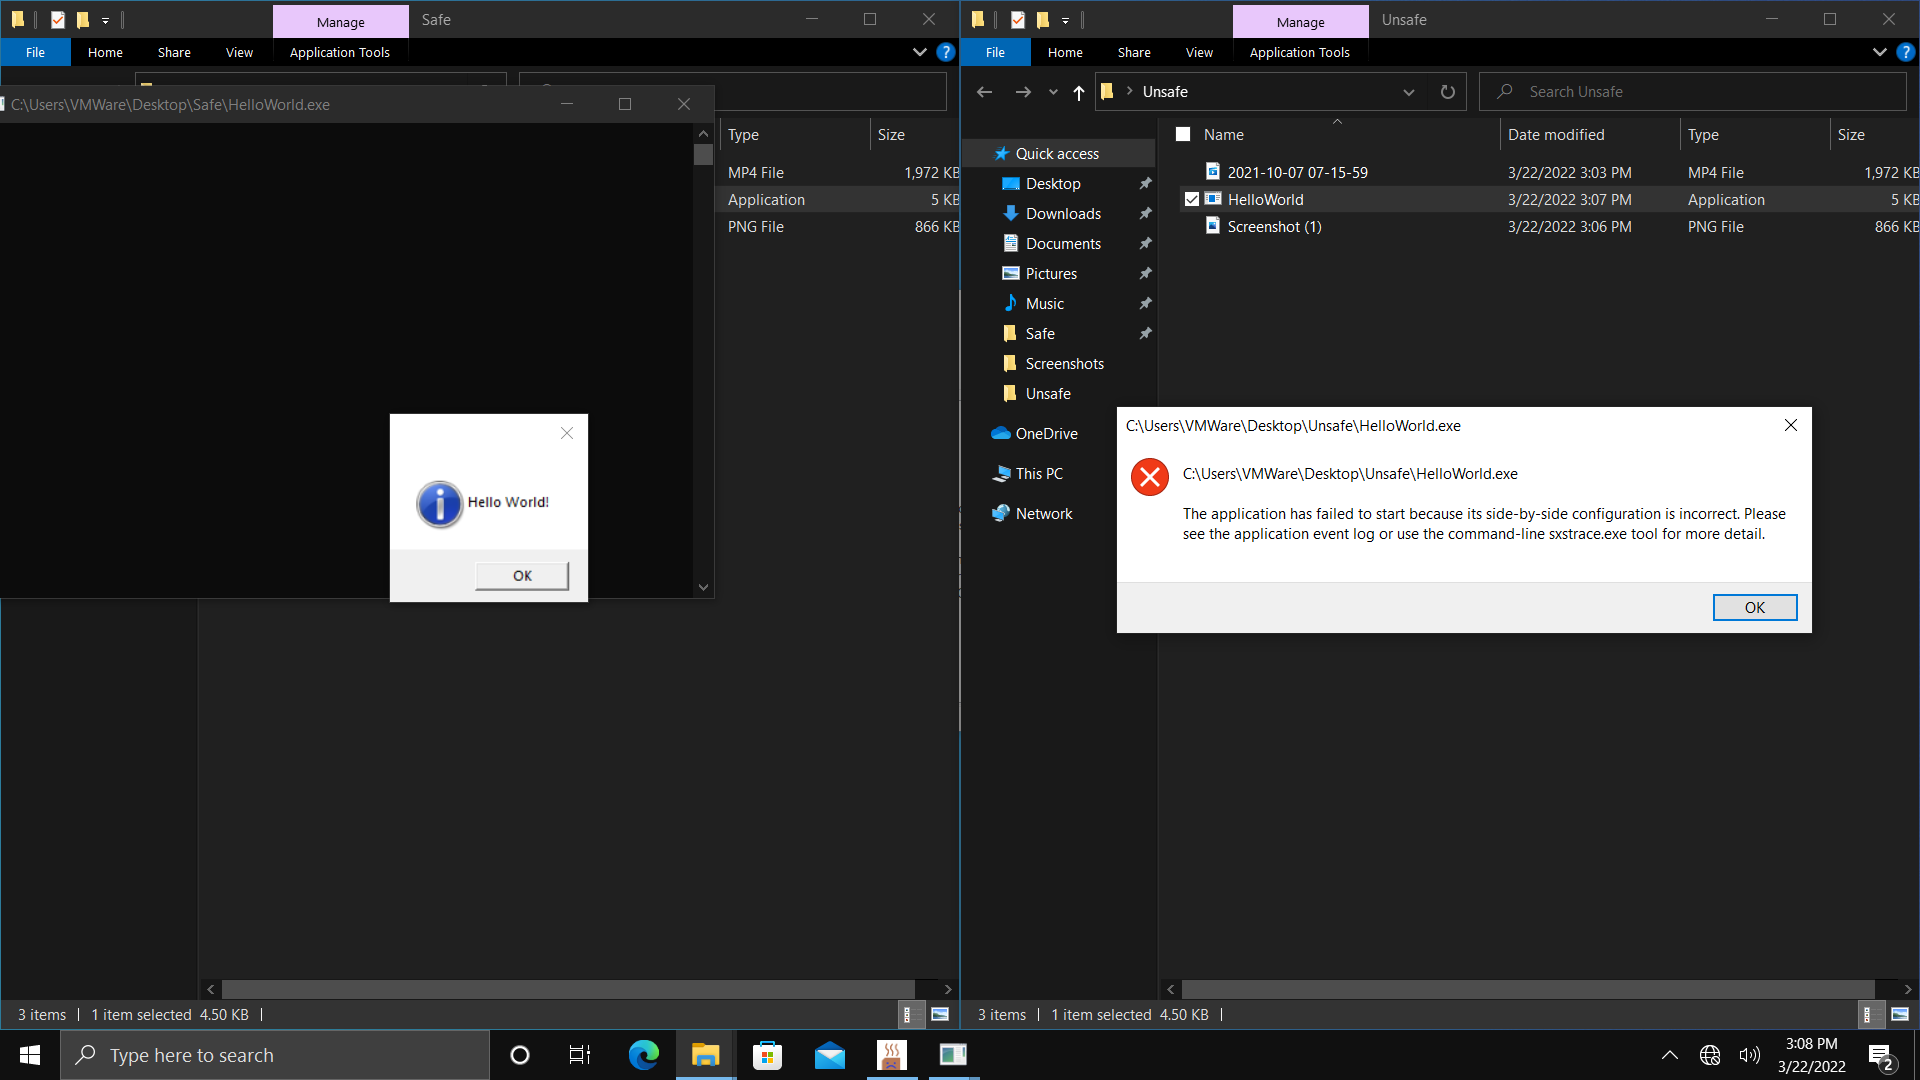 Manage
Safe
File
Home
Share
View
Application Tools
C:\Users\VMWare\Desktop\Safe\HelloWorld.exe
Type
Size
MP4 File
1,972 KB
Application
5 KB
PNG File
866 KB
Hello World!
OK
3 items
1 item selected 4.50 KB
Manage
Unsafe
File
Home
Share
View
Application Tools
?
Unsafe
Search Unsafe
Name
Date modified
Type
Size
2021-10-07 07-15-59
3/22/2022 3:03 PM
MP4 File
1,972 KB
HelloWorld
3/22/2022 3:07 PM
Application
5 KB
Screenshot (1)
3/22/2022 3:06 PM
PNG File
866 KB
Quick access
Desktop
Downloads
Documents
Pictures
Music
Safe
Screenshots
Unsafe
OneDrive
This PC
Network
C:\Users\VMWare\Desktop\Unsafe\HelloWorld.exe
C:\Users\VMWare\Desktop\Unsafe\HelloWorld.exe
The application has failed to start because its side-by-side configuration is incorrect. Please
see the application event log or use the command-line sxstrace.exe tool for more detail.
OK
3 items
1 item selected 4.50 KB
Type here to search
3:08 PM
3/22/2022
2